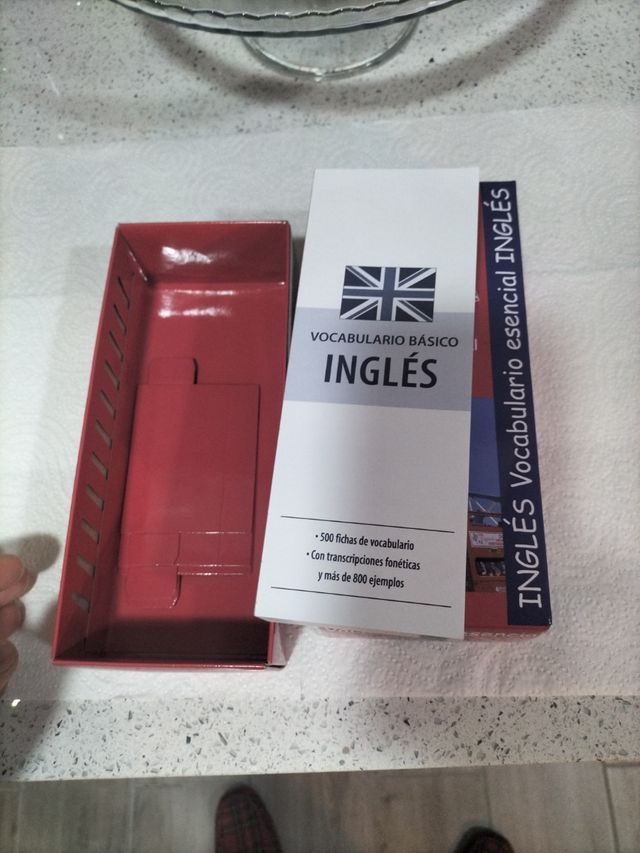 VOCABULARIO BÁSICO
INGLÉS
• 500 fichas de vocabulario
• Con transcripciones fonéticas
y más de 800 ejemplos
INGLÉS Vocabulario esencial INGLÉS